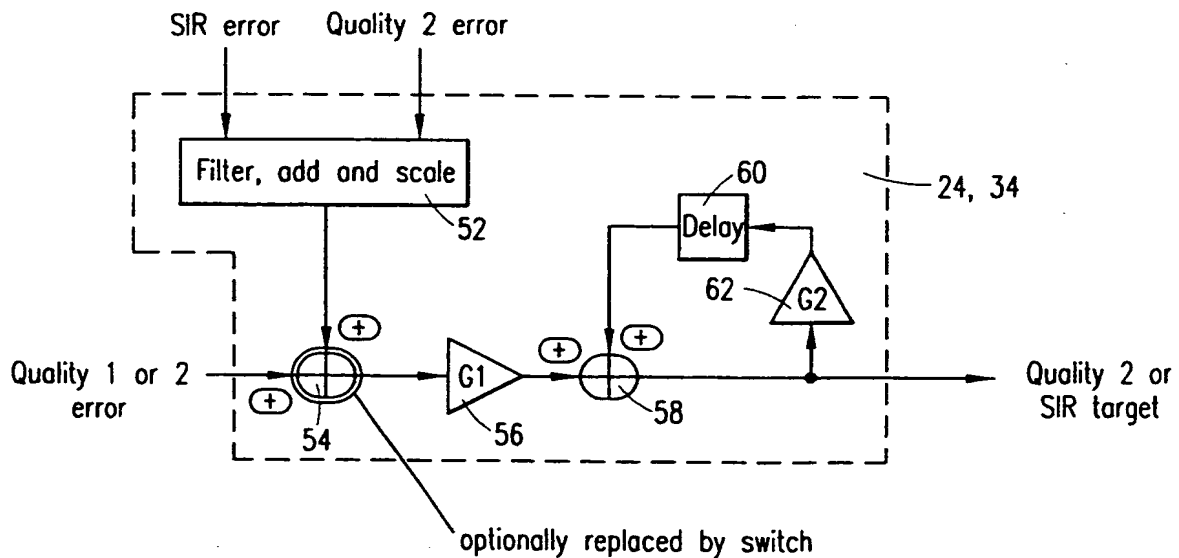 SIR error
Quality 2 error
Filter, add and scale
52
60
Delay
24, 34
62
G2
+
+
+
Quality 1 or 2
error
+
54
G1
56
58
Quality 2 or
SIR target
optionally replaced by switch